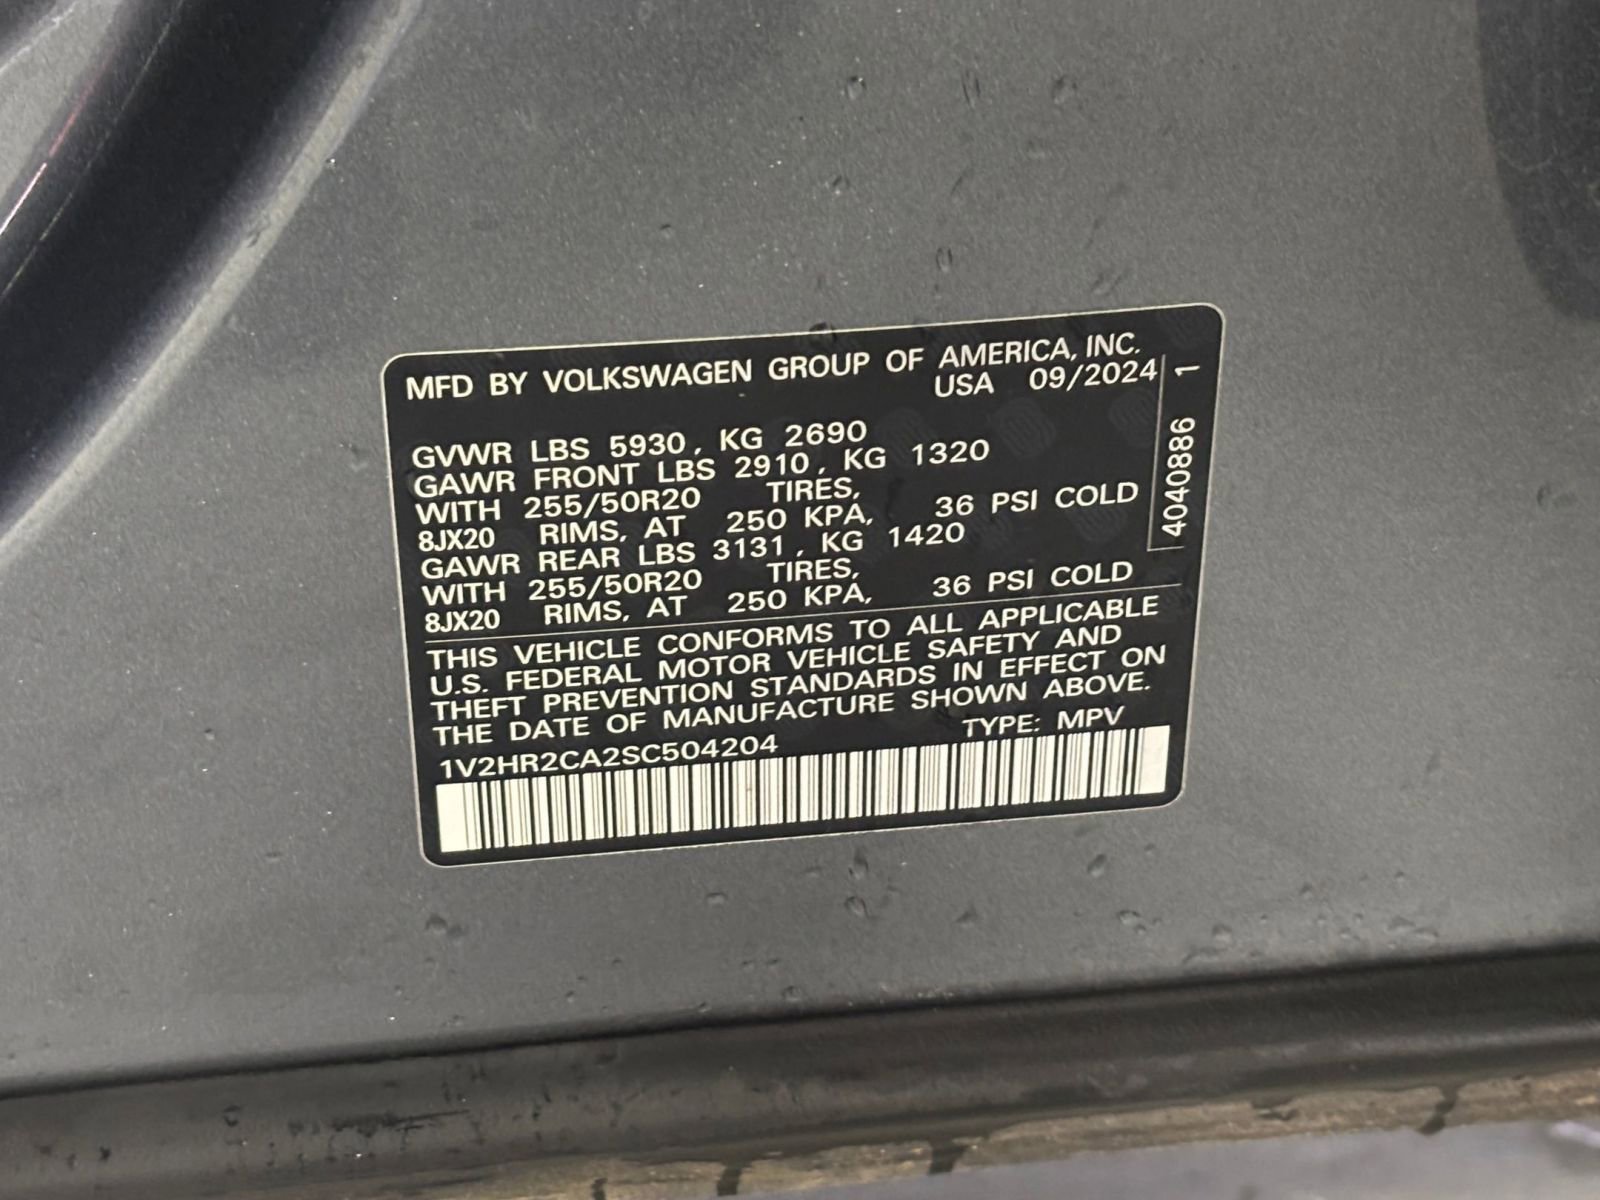 MFD BY VOLKSWAGEN GROUP OF AMERICA, INC.
USA 09/2024
GVWR LBS 5930, KG 2690
GAWR FRONT LBS 2910, KG 1320
WITH 255/50R20 TIRES,
8JX20 RIMS, AT 250 KPA, 36 PSI COLD
GAWR REAR LBS 3131, KG 1420
WITH 255/50R20 TIRES,
8JX20 RIMS, AT 250 KPA, 36 PSI COLD
THIS VEHICLE CONFORMS TO ALL APPLICABLE
U.S. FEDERAL MOTOR VEHICLE SAFETY AND
THEFT PREVENTION STANDARDS IN EFFECT ON
THE DATE OF MANUFACTURE SHOWN ABOVE.
1V2HR2CA2SC504204 TYPE: MPV
4040886 1